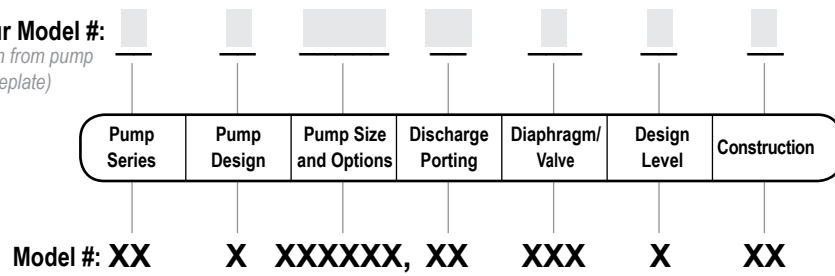 ur Model #:
n from pump
eplate)
Pump Series
Pump Design
Pump Size and Options
Discharge Porting
Diaphragm/ Valve
Design Level
Construction
Model #: XX X XXXXXX, XX XXX X XX